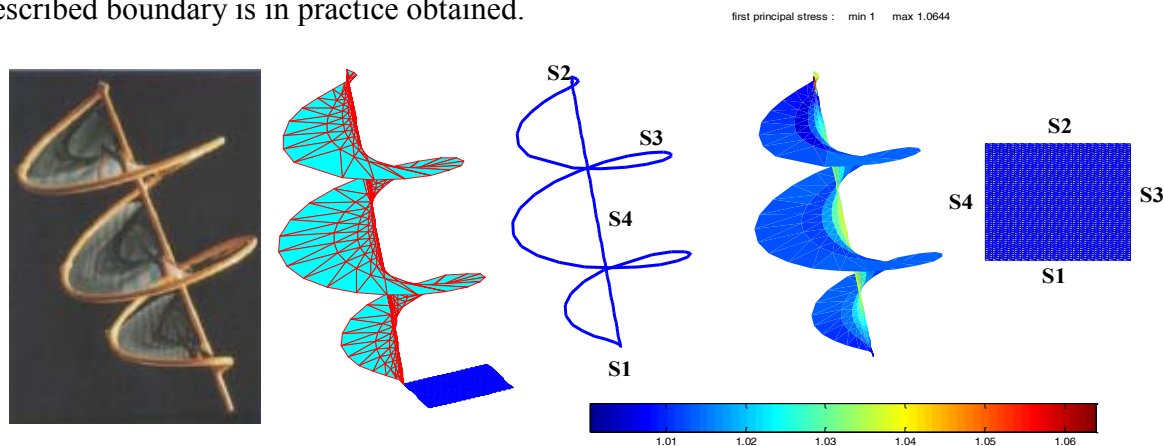 escribed boundary is in practice obtained.
first principal stress : min 1 max 1.0644
S2
S3
S4
S1
S2
S4
S3
S1
1.01 1.02 1.03 1.04 1.05 1.06